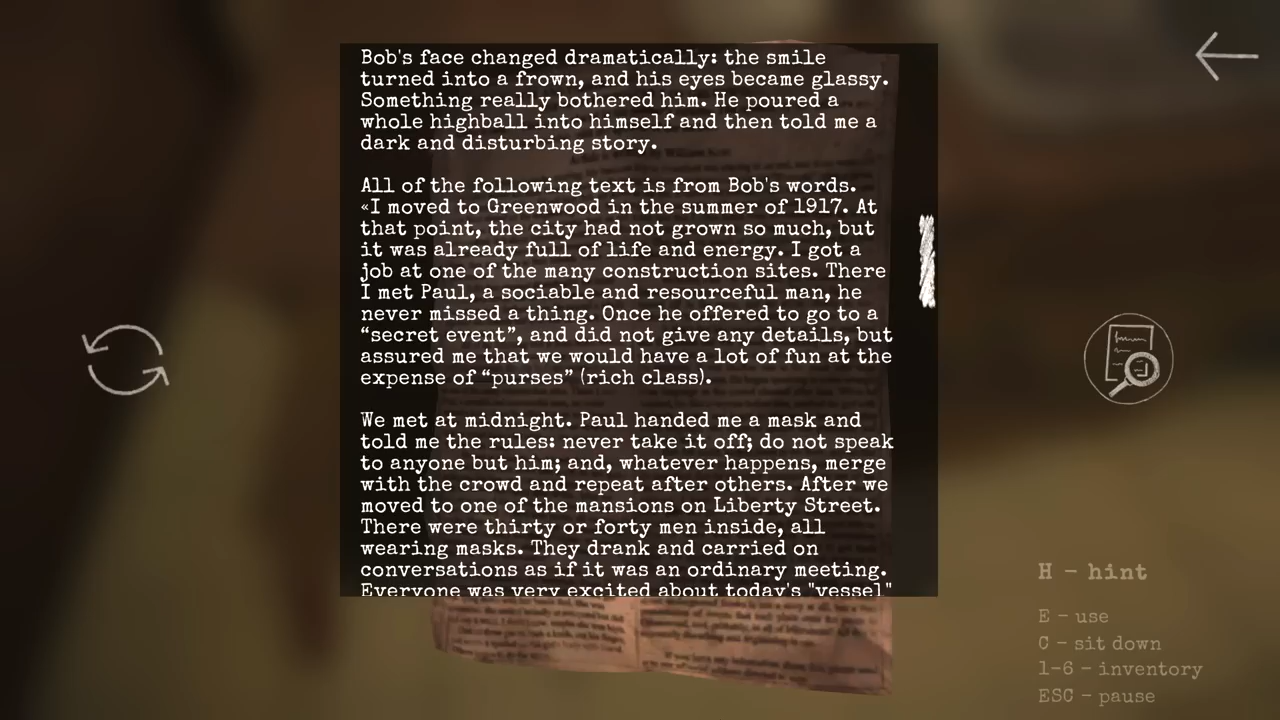 Bob's face changed dramatically: the smile
turned into a frown, and his eyes became glassy.
Something really bothered him. He poured a
whole highball into himself and then told me a
dark and disturbing story.
All of the following text is from Bob's words.
«I moved to Greenwood in the summer of 1917. At
that point, the city had not grown so much, but
it was already full of life and energy. I got a
job at one of the many construction sites. There
I met Paul, a sociable and resourceful man, he
never missed a thing. Once he offered to go to a
“secret event”, and did not give any details, but
assured me that we would have a lot of fun at the
expense of “purses” (rich class).
We met at midnight. Paul handed me a mask and
told me the rules: never take it off; do not speak
to anyone but him; and, whatever happens, merge
with the crowd and repeat after others. After we
moved to one of the mansions on Liberty Street.
There were thirty or forty men inside, all
wearing masks. They drank and carried on
conversations as if it was an ordinary meeting.
Everyone was very excited about today's "vessel"
H - hint
E - use
C - sit down
1-6 - inventory
ESC - pause